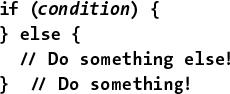 if (condition) {
} else {
// Do something else!
} // Do something!